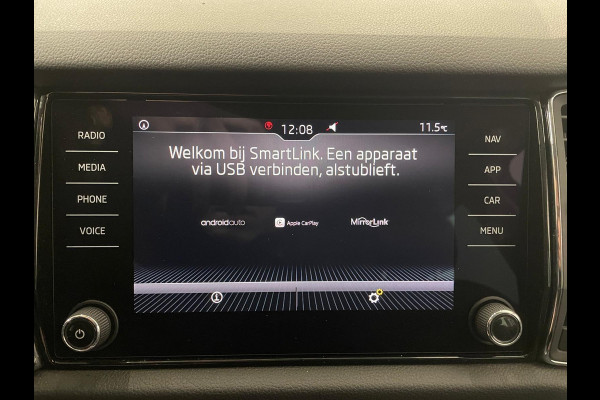 12:08
11.5°C
RADIO
MEDIA
PHONE
VOICE
Welkom bij SmartLink. Een apparaat
via USB verbinden, alstublieft.
androidauto
Apple CarPlay
MirrorLink
NAV
APP
CAR
MENU